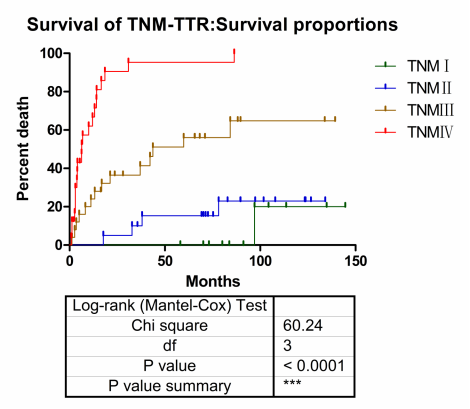 Survival of TNM-TTR:Survival proportions
Percent death
100
80
60
40
20
0
0
50
100
150
Months
TNM Ⅰ
TNM Ⅱ
TNMⅢ
TNMⅣ
Log-rank (Mantel-Cox) Test
Chi square 60.24
df 3
P value < 0.0001
P value summary ***